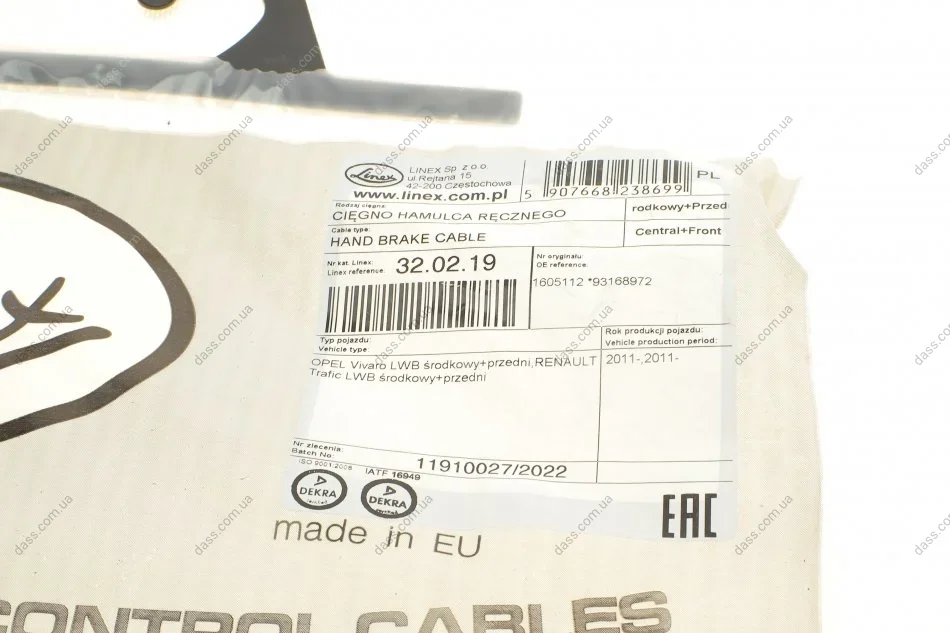 Linex
LINEX Sp. z o.o.
ul Rejtana 15
42-200 Częstochowa
www.linex.com.pl
5 907668 238699
PL
Rodzaj cięgna:
CIĘGNO HAMULCA RĘCZNEGO
rodkowy+Przed
Cable type:
HAND BRAKE CABLE
Central+Front
Nr kat. Linex:
Linex reference:
32.02.19
Nr oryginału:
OE reference:
1605112 *93168972
Typ pojazdu:
Vehicle type:
Rok produkcji pojazdu:
Vehicle production period:
OPEL Vivaro LWB środkowy+przedni,RENAULT
Trafic LWB środkowy+przedni
2011-,2011-
Nr zlecenia:
Batch No:
11910027/2022
ISO 9001:2008
IATF 16949
DEKRA
DEKRA
EAC
made in EU
CONTROL CABLES
dass.com.ua